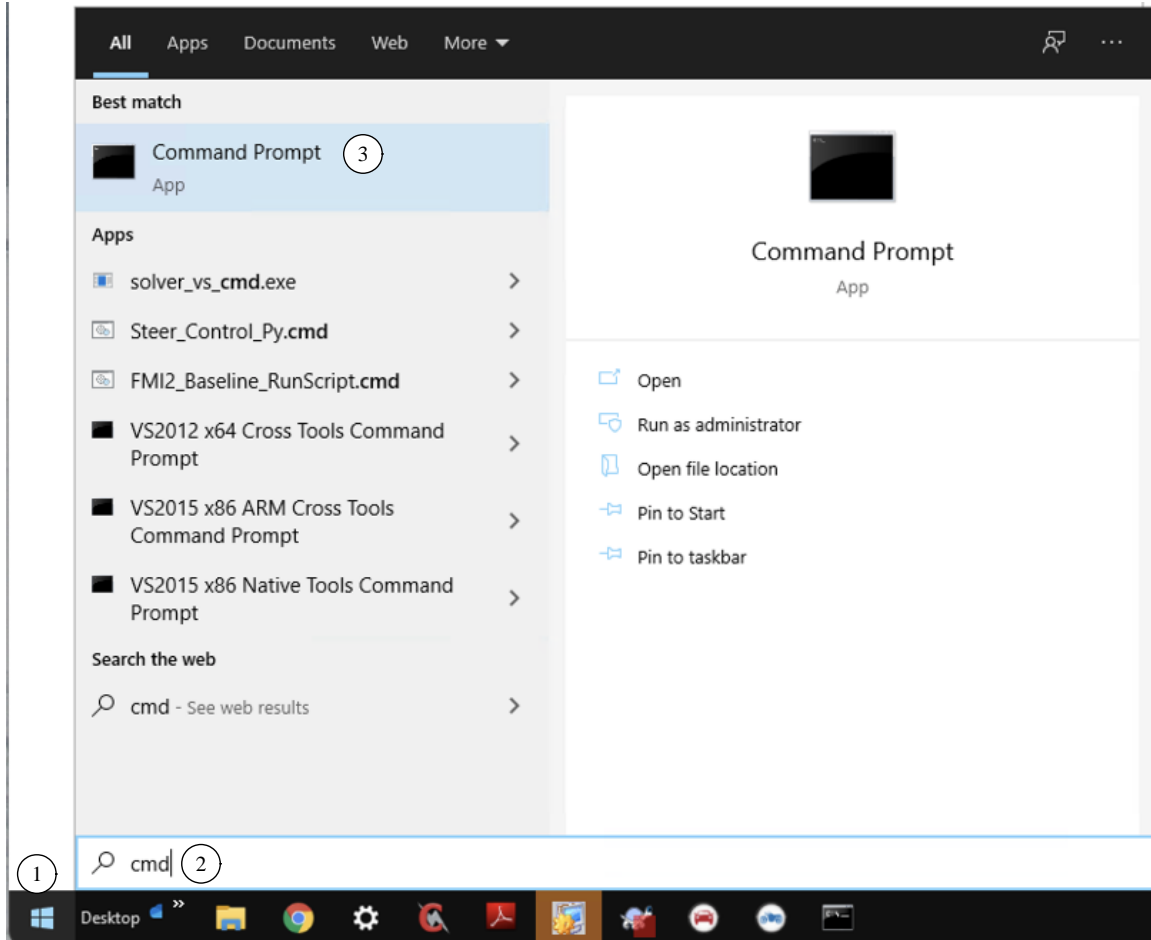 All Apps Documents Web More
Best match
Command Prompt 3
App
Apps
solver_vs_cmd.exe
Steer_Control_Py.cmd
FMI2_Baseline_RunScript.cmd
VS2012 x64 Cross Tools Command
Prompt
VS2015 x86 ARM Cross Tools
Command Prompt
VS2015 x86 Native Tools Command
Prompt
Search the web
cmd - See web results
Command Prompt
App
Open
Run as administrator
Open file location
Pin to Start
Pin to taskbar
cmd 2
1
Desktop »